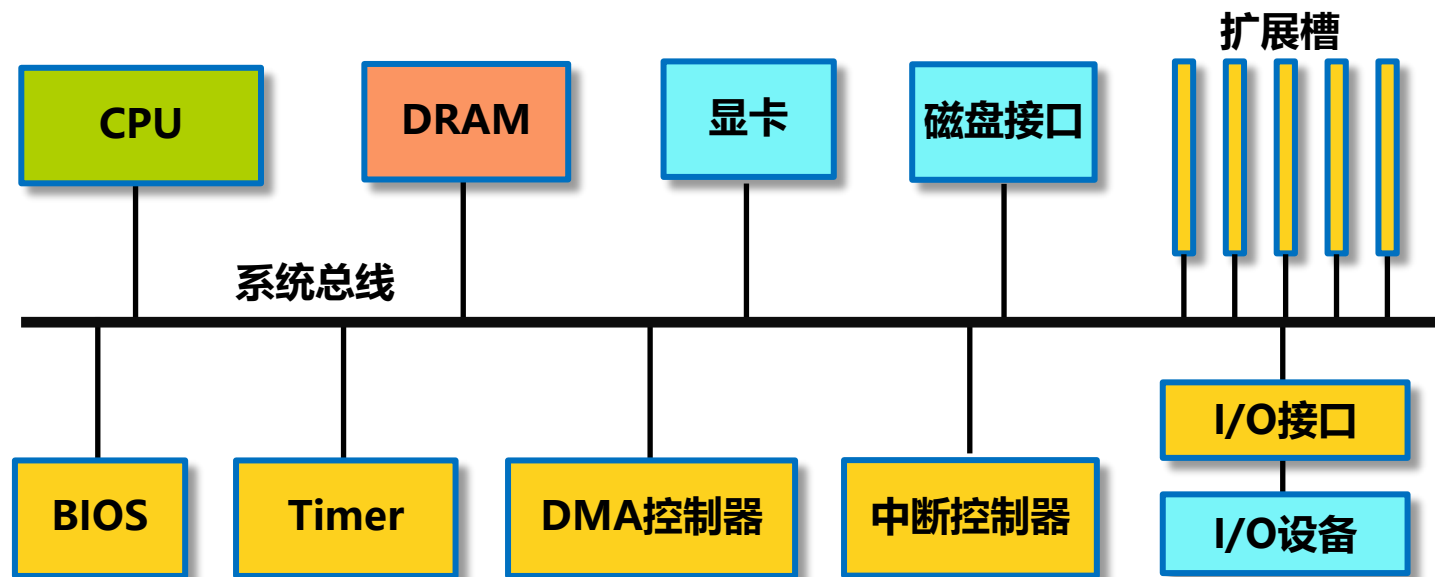 扩展槽
CPU
DRAM
显卡
磁盘接口
系统总线
I/O接口
BIOS
Timer
DMA控制器
中断控制器
I/O设备